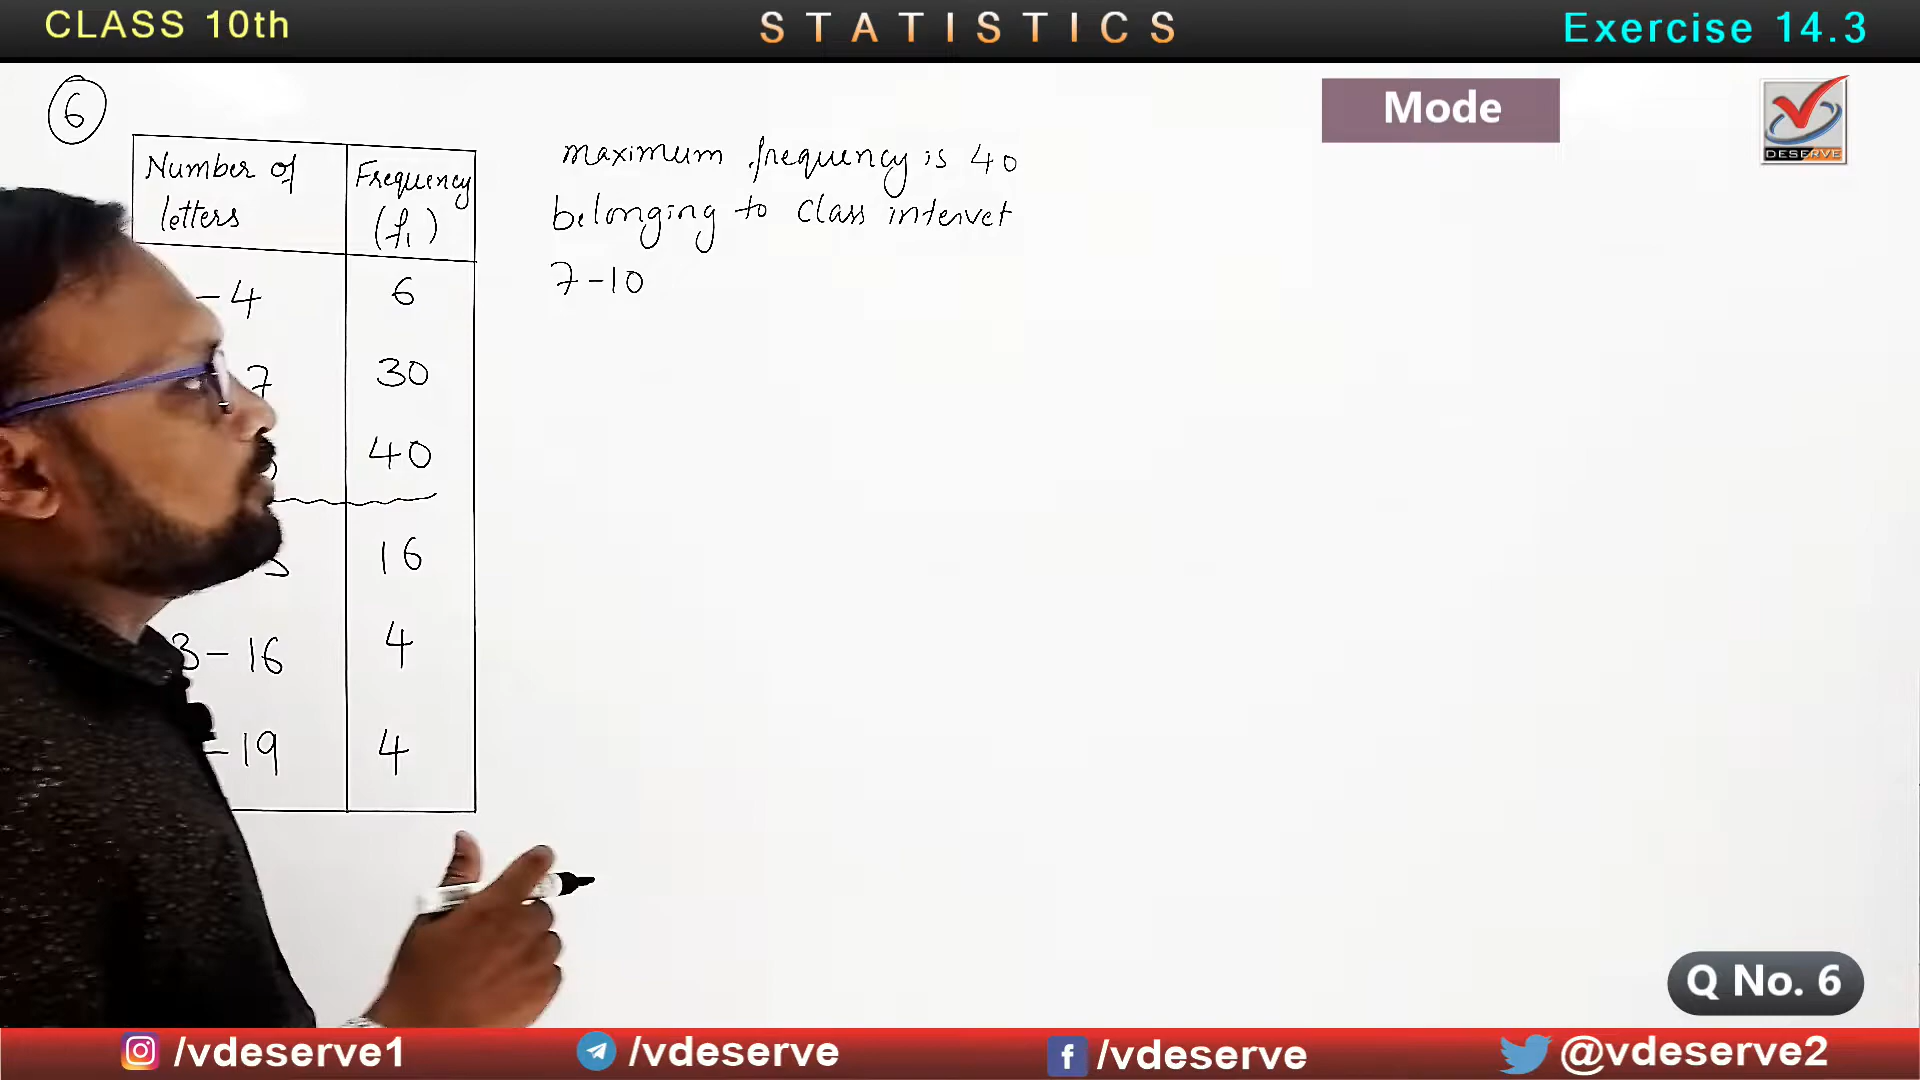 CLASS 10th
STATISTICS
Exercise 14.3
6
Mode
DESERVE
Number of letters
Frequency (f₁)
maximum frequency is 40
belonging to class intervet
7-10
- 4 6
7 30
40
16
3 - 16 4
- 19 4
Q No. 6
/vdeserve1
/vdeserve
/vdeserve
@vdeserve2